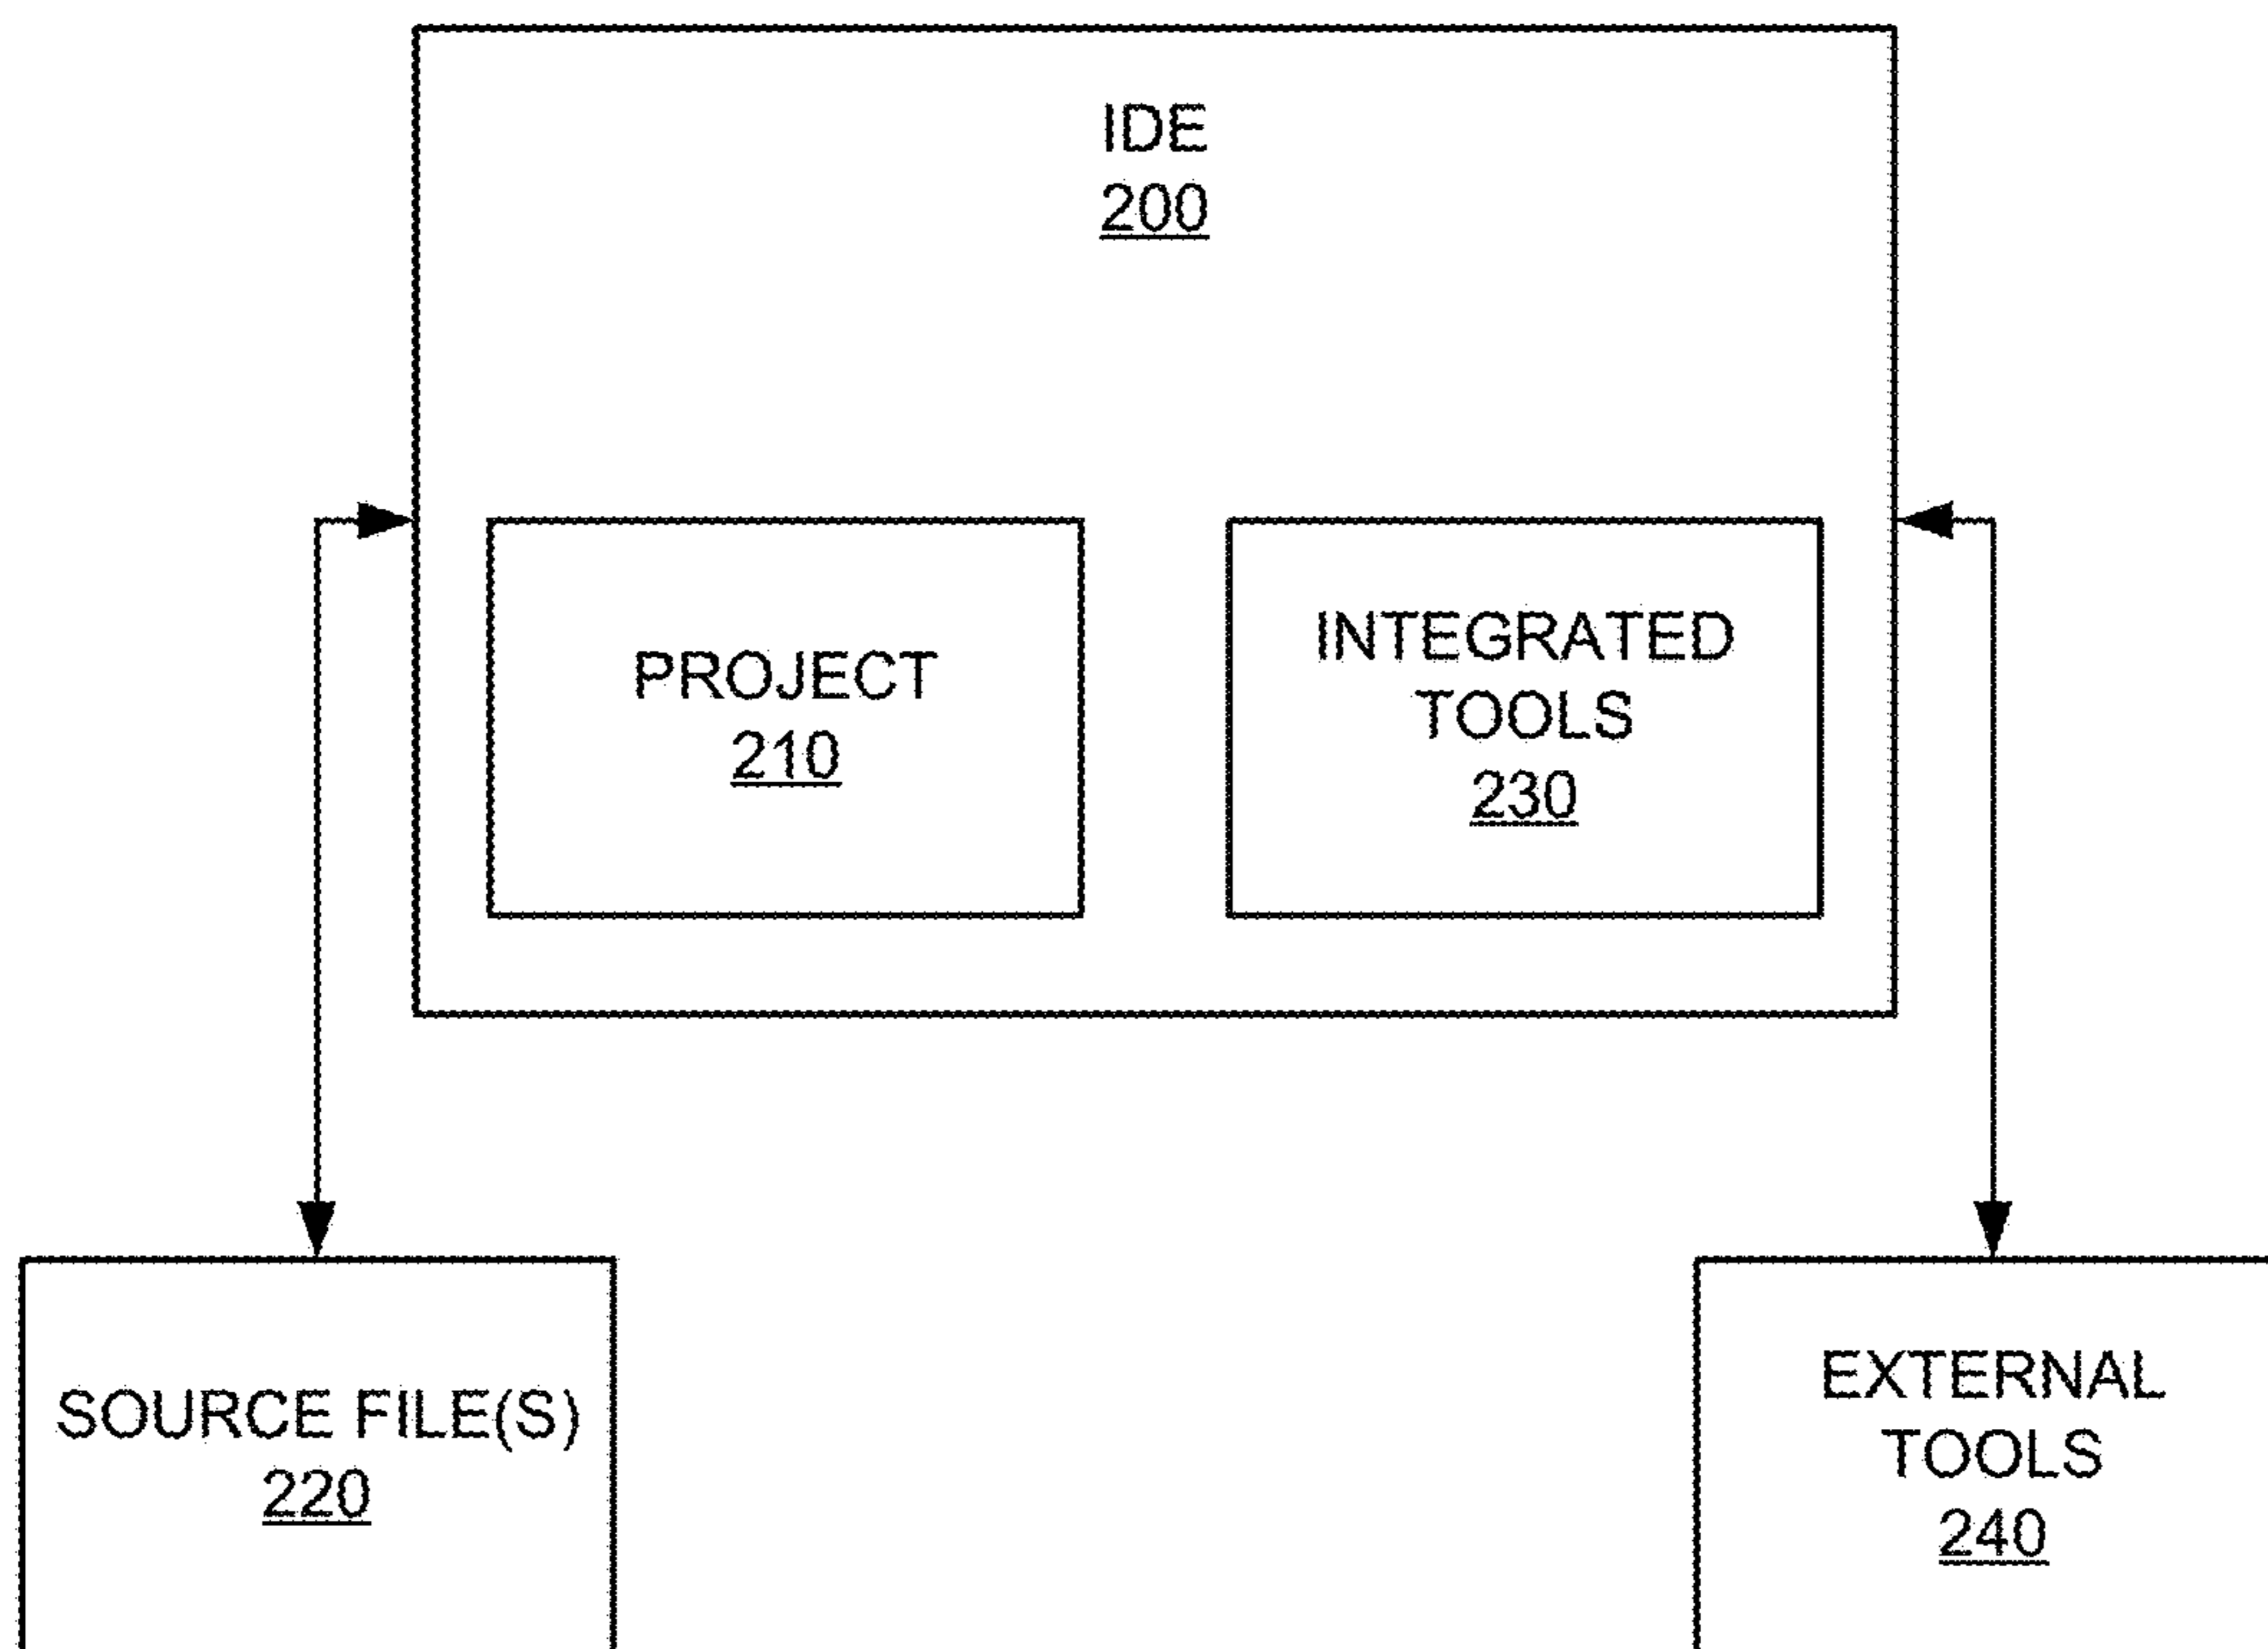 IDE
200
PROJECT
210
INTEGRATED
TOOLS
230
SOURCE FILE(S)
220
EXTERNAL
TOOLS
240